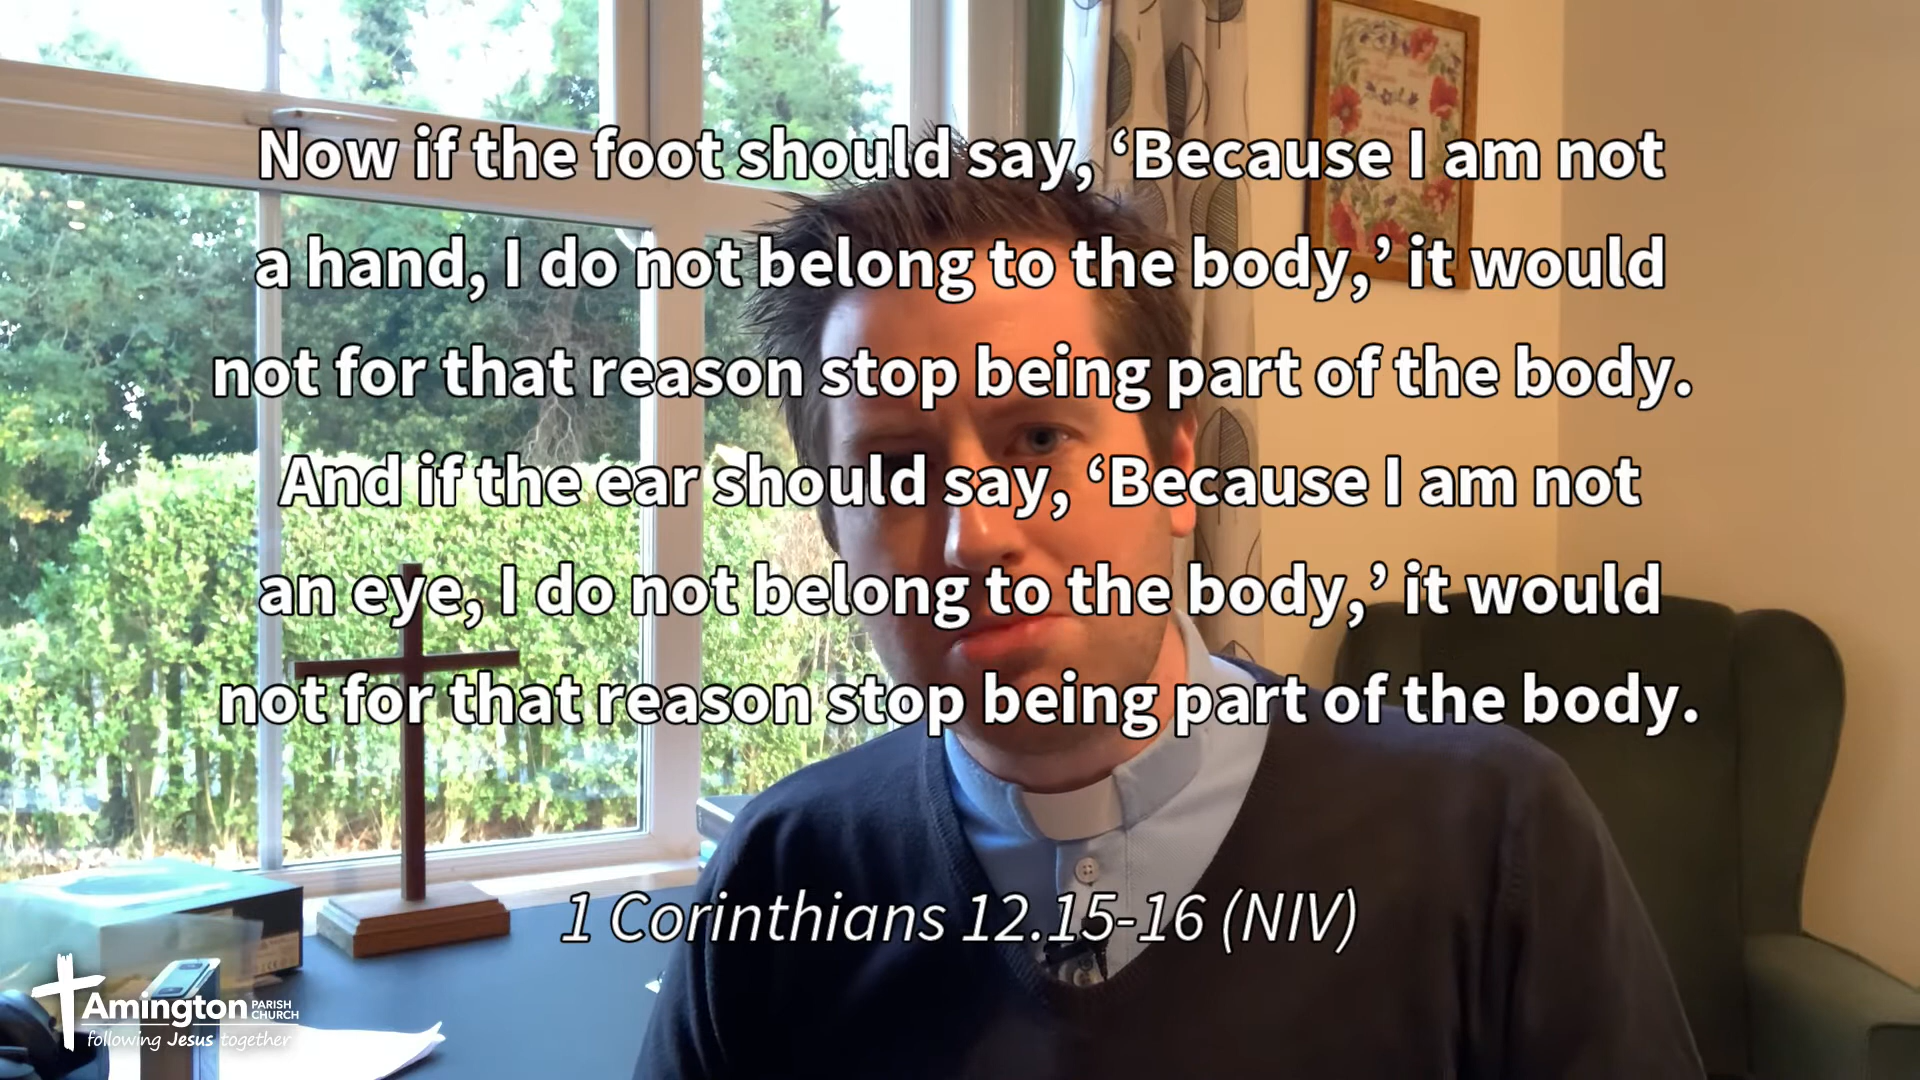 Now if the foot should say, ‘Because I am not
a hand, I do not belong to the body,’ it would
not for that reason stop being part of the body.
And if the ear should say, ‘Because I am not
an eye, I do not belong to the body,’ it would
not for that reason stop being part of the body.
1 Corinthians 12.15-16 (NIV)
Amington PARISH CHURCH
following Jesus together